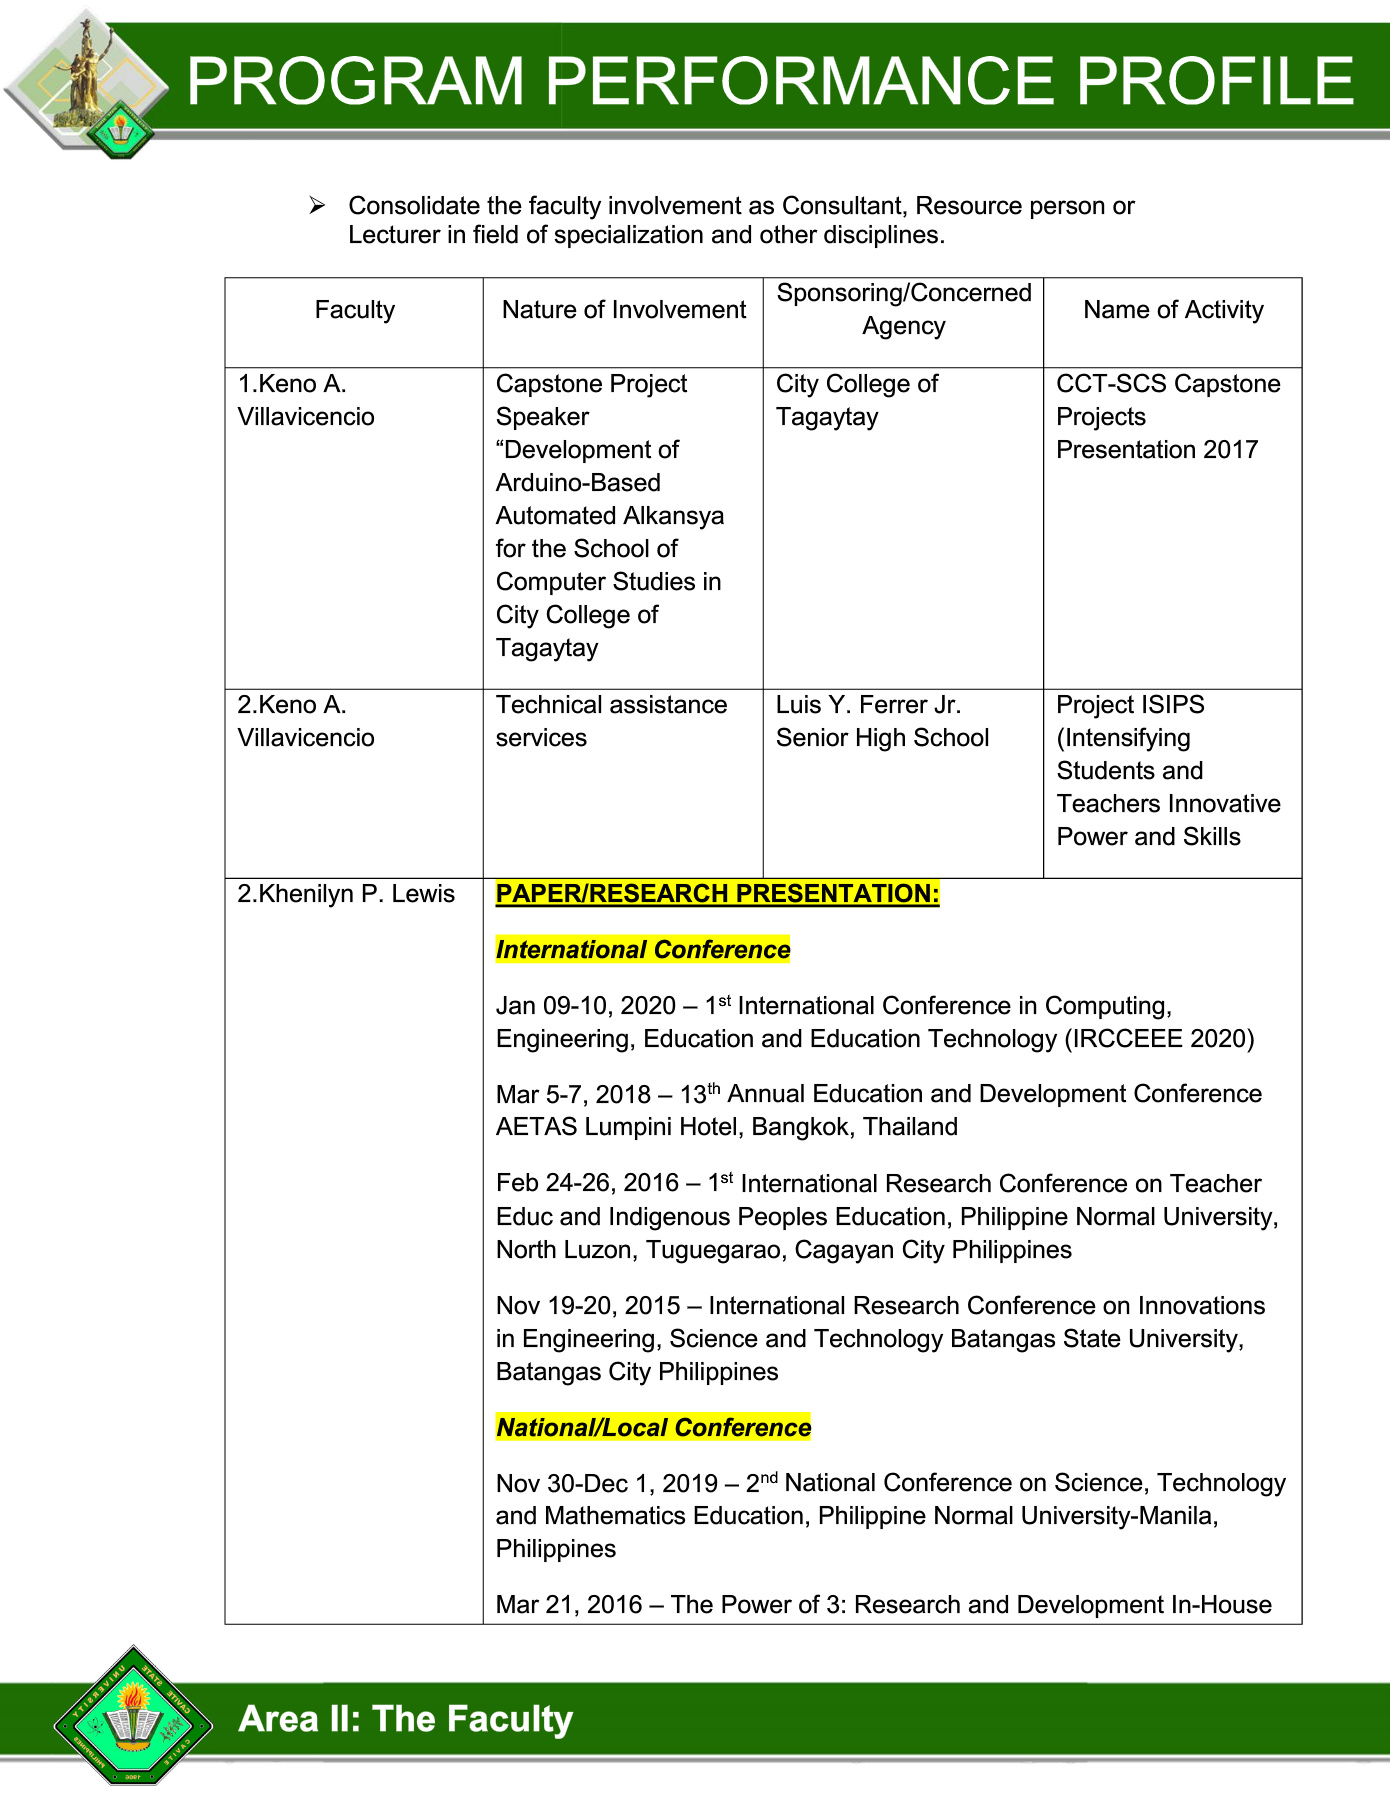 PROGRAM PERFORMANCE PROFILE
➢ Consolidate the faculty involvement as Consultant, Resource person or
Lecturer in field of specialization and other disciplines.
Faculty
Nature of Involvement
Sponsoring/Concerned
Agency
Name of Activity
1.Keno A.
Villavicencio
Capstone Project
Speaker
“Development of
Arduino-Based
Automated Alkansya
for the School of
Computer Studies in
City College of
Tagaytay
City College of
Tagaytay
CCT-SCS Capstone
Projects
Presentation 2017
2.Keno A.
Villavicencio
Technical assistance
services
Luis Y. Ferrer Jr.
Senior High School
Project ISIPS
(Intensifying
Students and
Teachers Innovative
Power and Skills
2.Khenilyn P. Lewis
PAPER/RESEARCH PRESENTATION:
International Conference
Jan 09-10, 2020 – 1st International Conference in Computing,
Engineering, Education and Education Technology (IRCCEEE 2020)
Mar 5-7, 2018 – 13th Annual Education and Development Conference
AETAS Lumpini Hotel, Bangkok, Thailand
Feb 24-26, 2016 – 1st International Research Conference on Teacher
Educ and Indigenous Peoples Education, Philippine Normal University,
North Luzon, Tuguegarao, Cagayan City Philippines
Nov 19-20, 2015 – International Research Conference on Innovations
in Engineering, Science and Technology Batangas State University,
Batangas City Philippines
National/Local Conference
Nov 30-Dec 1, 2019 – 2nd National Conference on Science, Technology
and Mathematics Education, Philippine Normal University-Manila,
Philippines
Mar 21, 2016 – The Power of 3: Research and Development In-House
CAVITE STATE UNIVERSITY
CAVITE
PHILIPPINES
1906
Area II: The Faculty